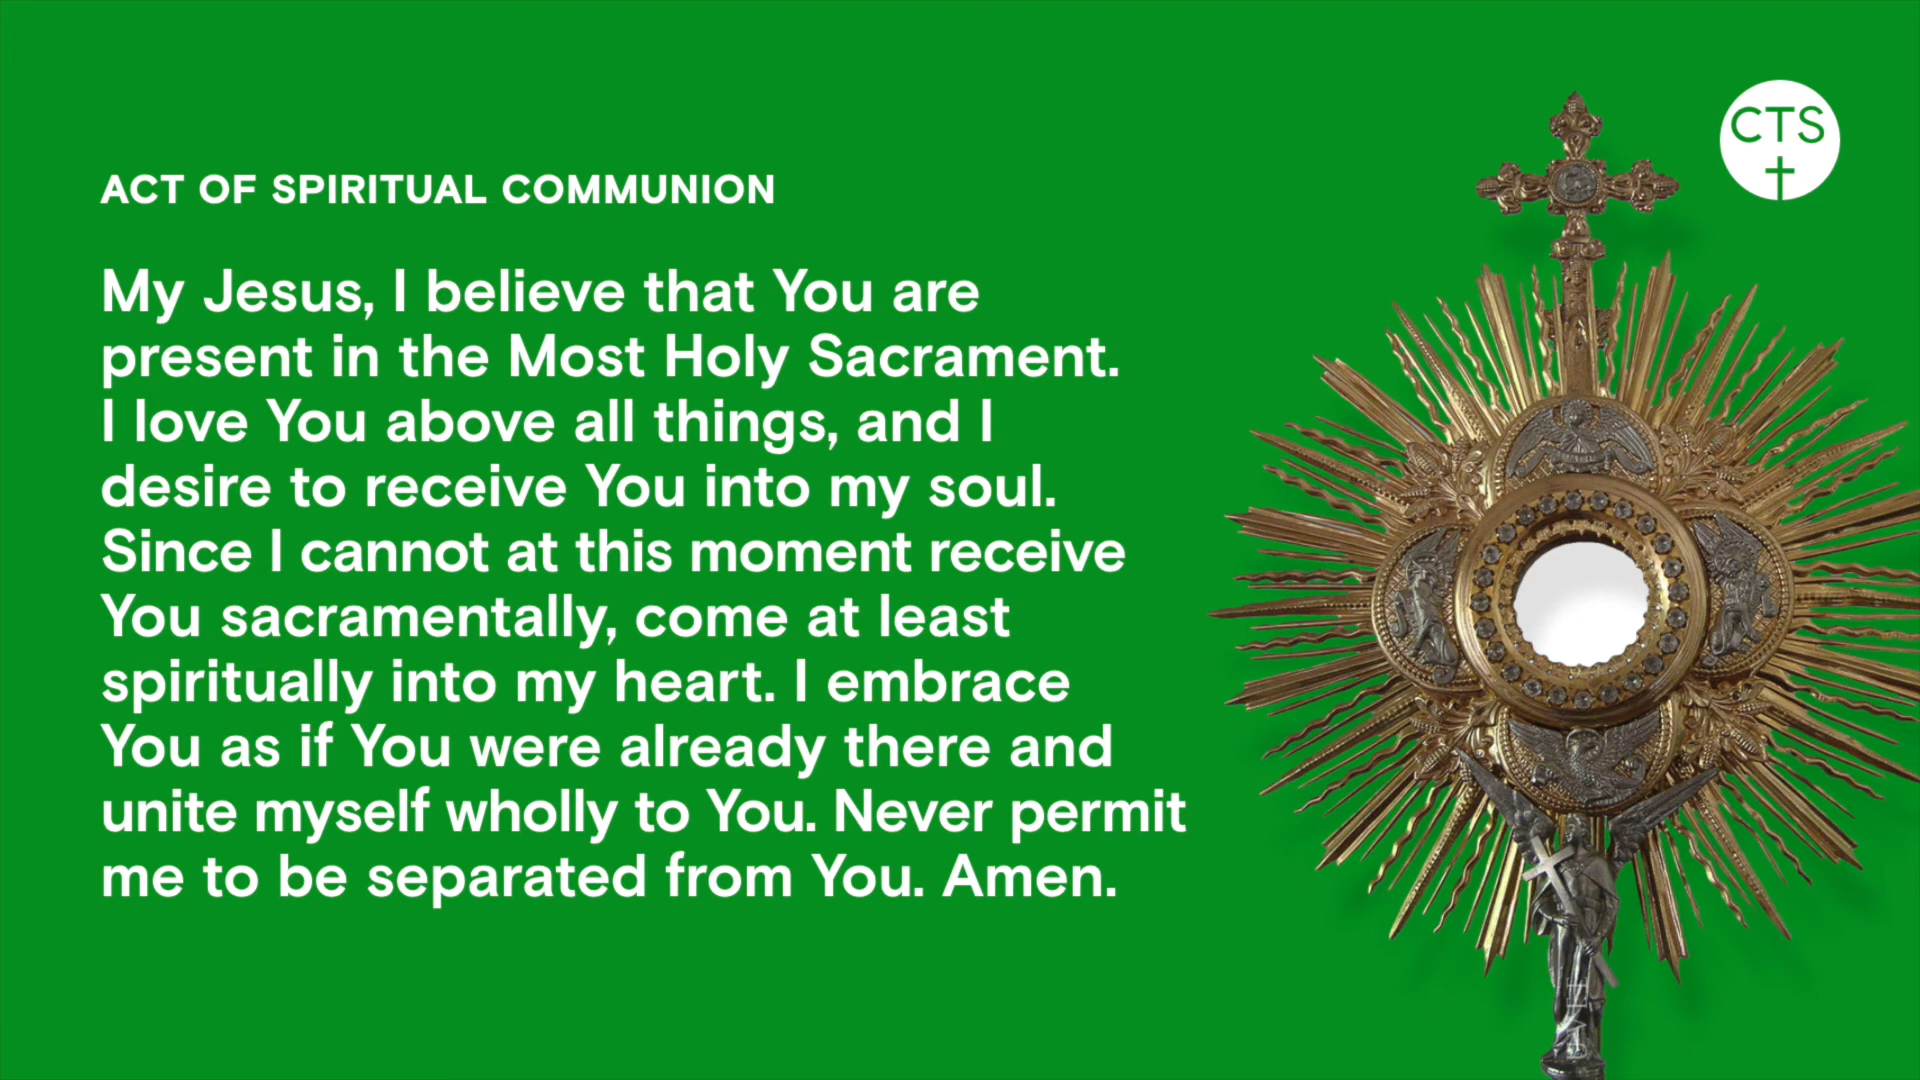 CTS
ACT OF SPIRITUAL COMMUNION
My Jesus, I believe that You are
present in the Most Holy Sacrament.
I love You above all things, and I
desire to receive You into my soul.
Since I cannot at this moment receive
You sacramentally, come at least
spiritually into my heart. I embrace
You as if You were already there and
unite myself wholly to You. Never permit
me to be separated from You. Amen.